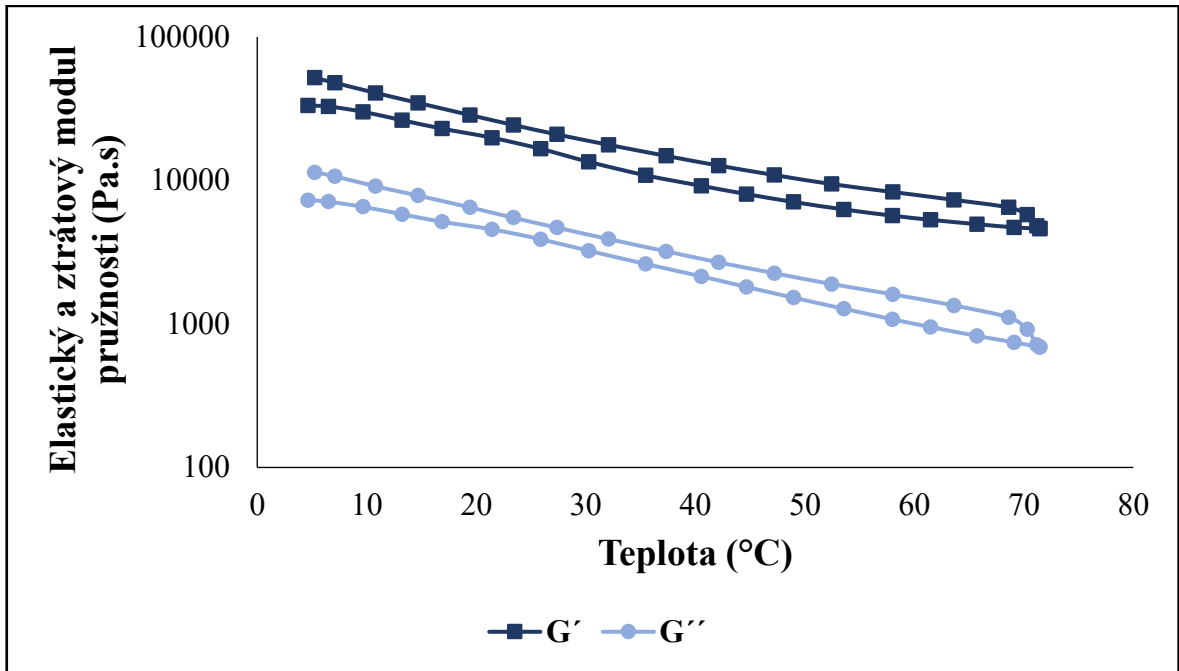 Elastický a ztrátový modul
pružnosti (Pa.s)
100000
10000
1000
100
0 10 20 30 40 50 60 70 80
Teplota (°C)
G´ G´´